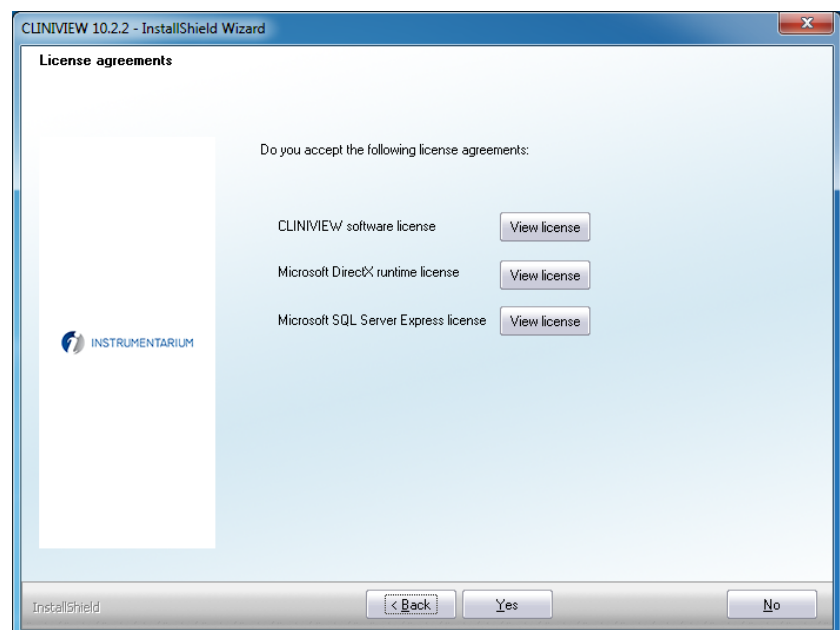 CLINIVIEW 10.2.2 - InstallShield Wizard
License agreements
Do you accept the following license agreements:
CLINIVIEW software license View license
Microsoft DirectX runtime license View license
Microsoft SQL Server Express license View license
INSTRUMENTARIUM
InstallShield < Back Yes No